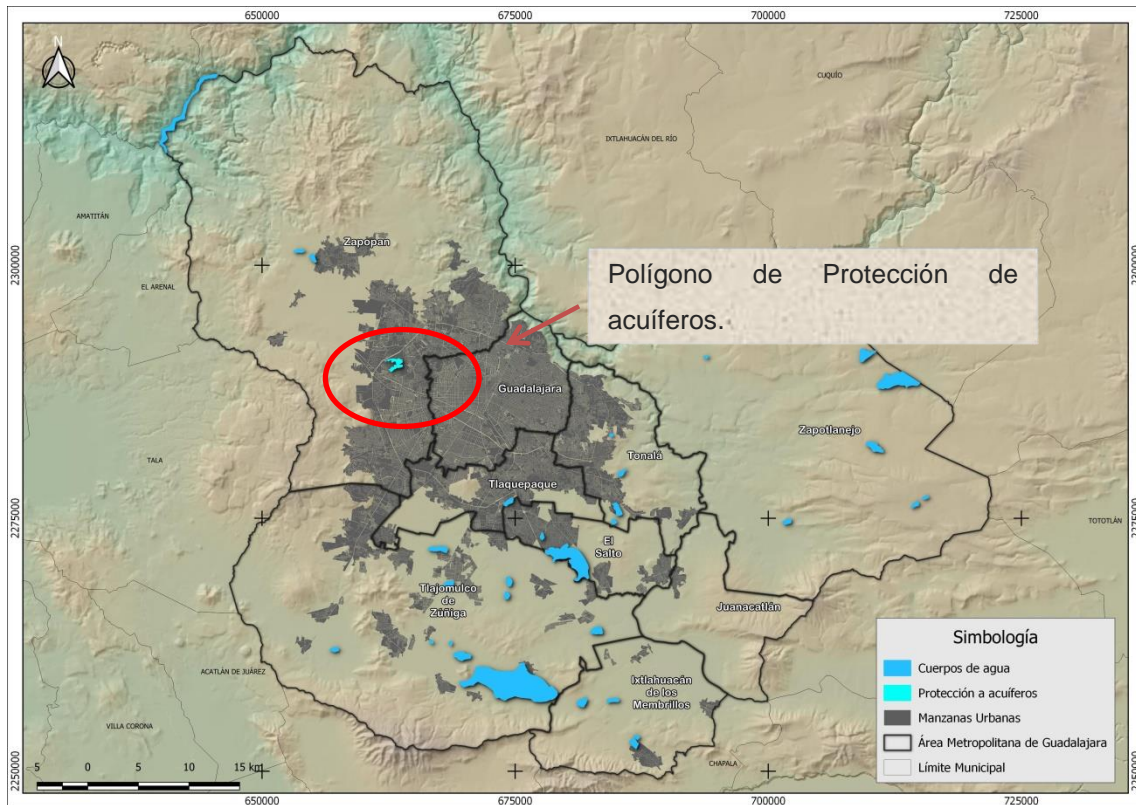 650000
675000
700000
725000
N
CUQUÍO
IXTLAHUACÁN DEL RÍO
AMATITÁN
Zapopan
2300000
2300000
Polígono de Protección de
acuíferos.
EL ARENAL
Guadalajara
Zapotlanejo
TALA
Tonalá
Tlaquepaque
2275000
2275000
TOTOTLÁN
El
Salto
Tlajomulco
de
Zúñiga
Juanacatlán
ACATLÁN DE JUÁREZ
Ixtlahuacán
de los
Membrillos
VILLA CORONA
CHAPALA
Simbología
Cuerpos de agua
Protección a acuíferos
Manzanas Urbanas
Área Metropolitana de Guadalajara
Límite Municipal
2250000
2250000
5 0 5 10 15 km
650000
675000
700000
725000